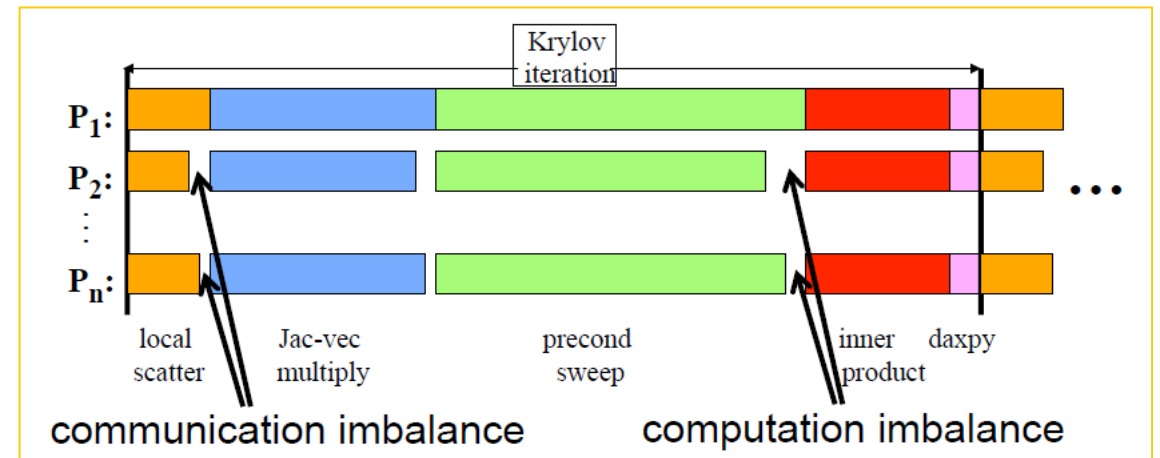 Krylov
iteration
P1:
P2:
⋮
Pn:
...
local
scatter
Jac-vec
multiply
precond
sweep
inner
product
daxpy
communication imbalance
computation imbalance